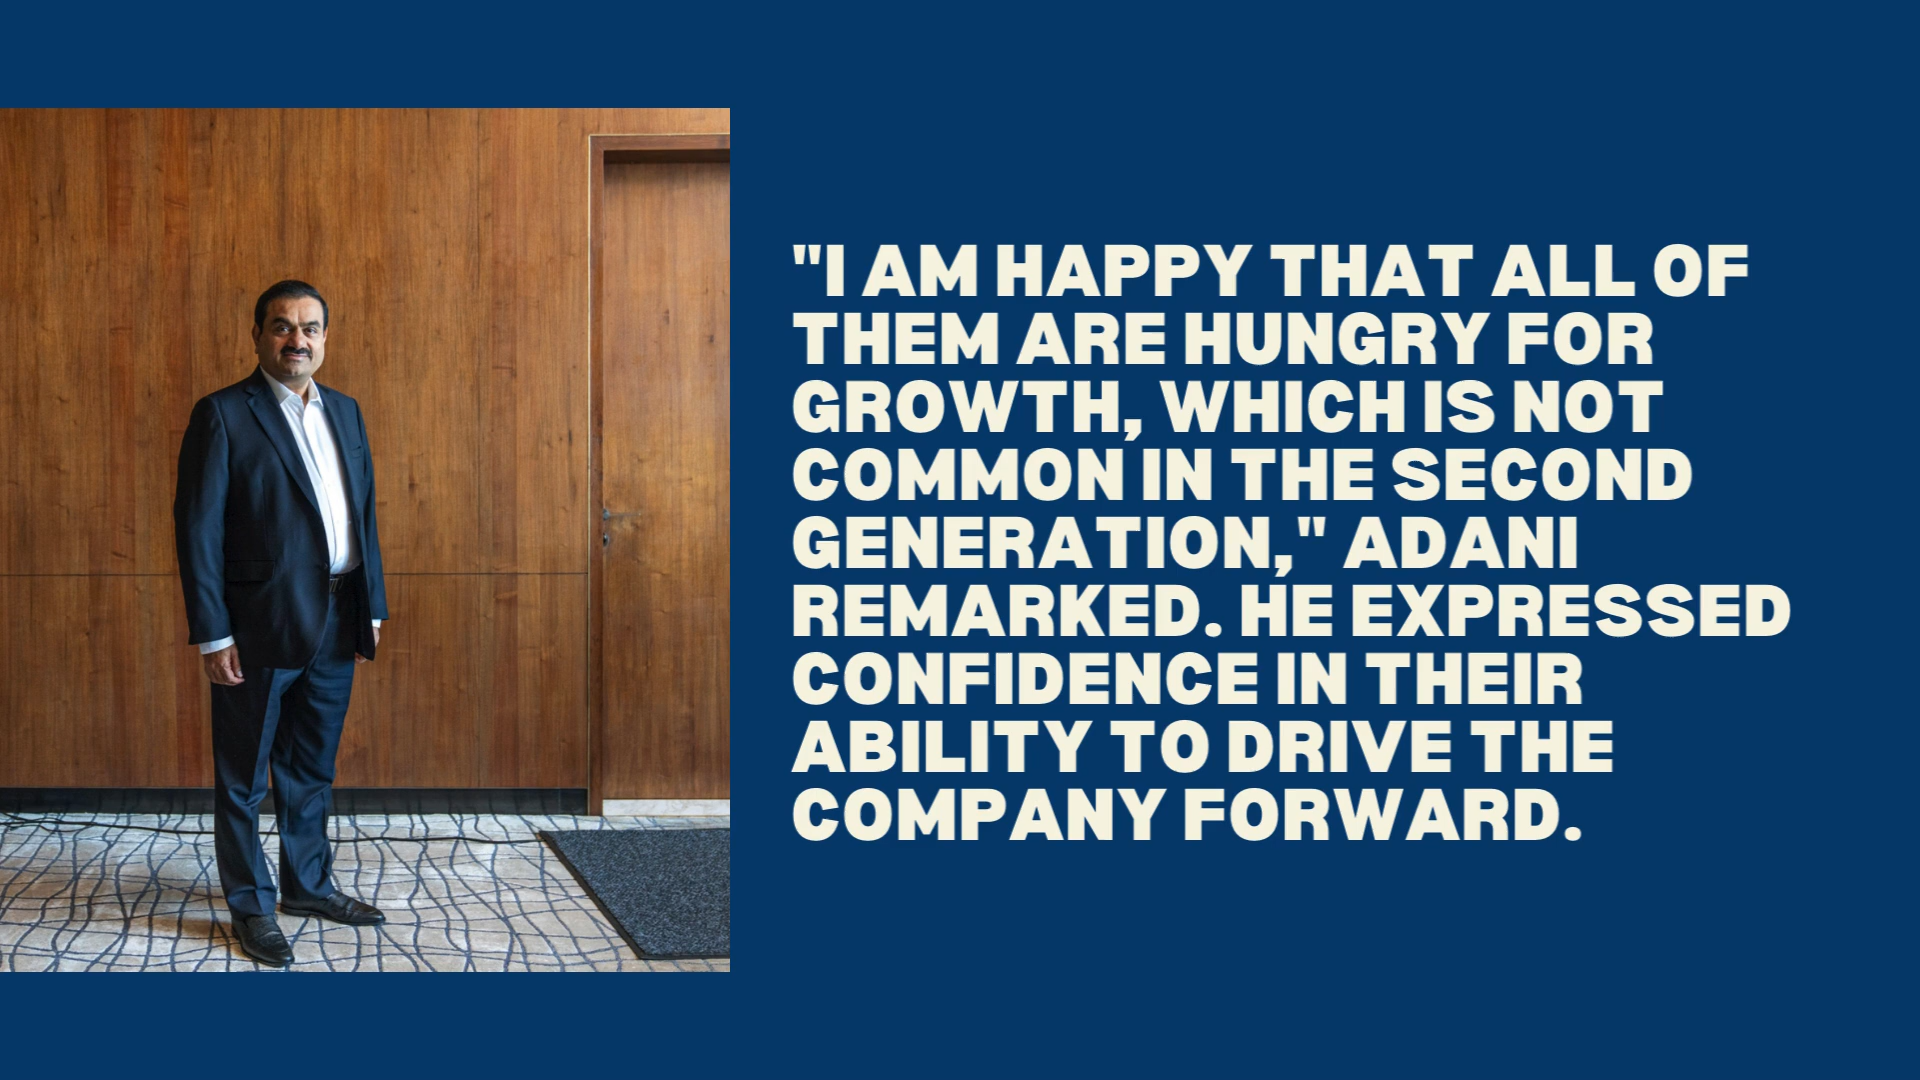 "I AM HAPPY THAT ALL OF
THEM ARE HUNGRY FOR
GROWTH, WHICH IS NOT
COMMON IN THE SECOND
GENERATION," ADANI
REMARKED. HE EXPRESSED
CONFIDENCE IN THEIR
ABILITY TO DRIVE THE
COMPANY FORWARD.